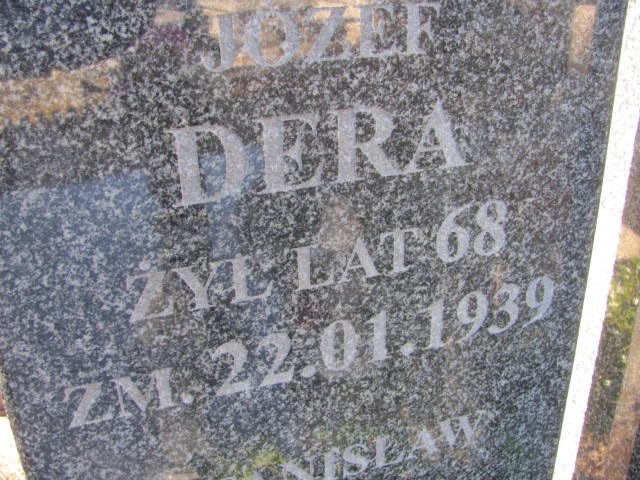 JÓZEF
DERA
ŻYŁ LAT 68
ZM. 22.01.1939